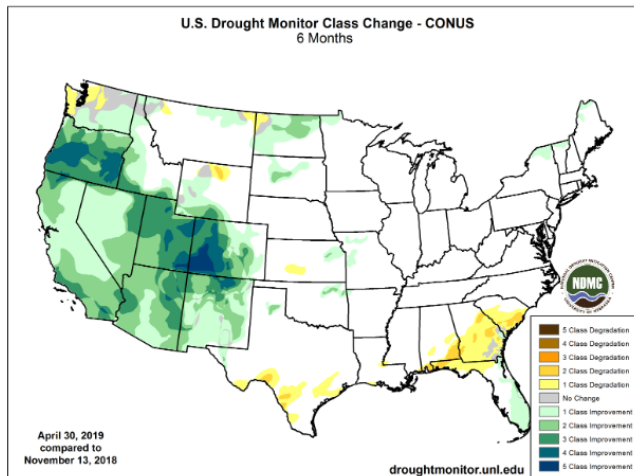 U.S. Drought Monitor Class Change - CONUS
6 Months
NDMC
5 Class Degradation
4 Class Degradation
3 Class Degradation
2 Class Degradation
1 Class Degradation
No Change
1 Class Improvement
2 Class Improvement
3 Class Improvement
4 Class Improvement
5 Class Improvement
April 30, 2019
compared to
November 13, 2018
droughtmonitor.unl.edu